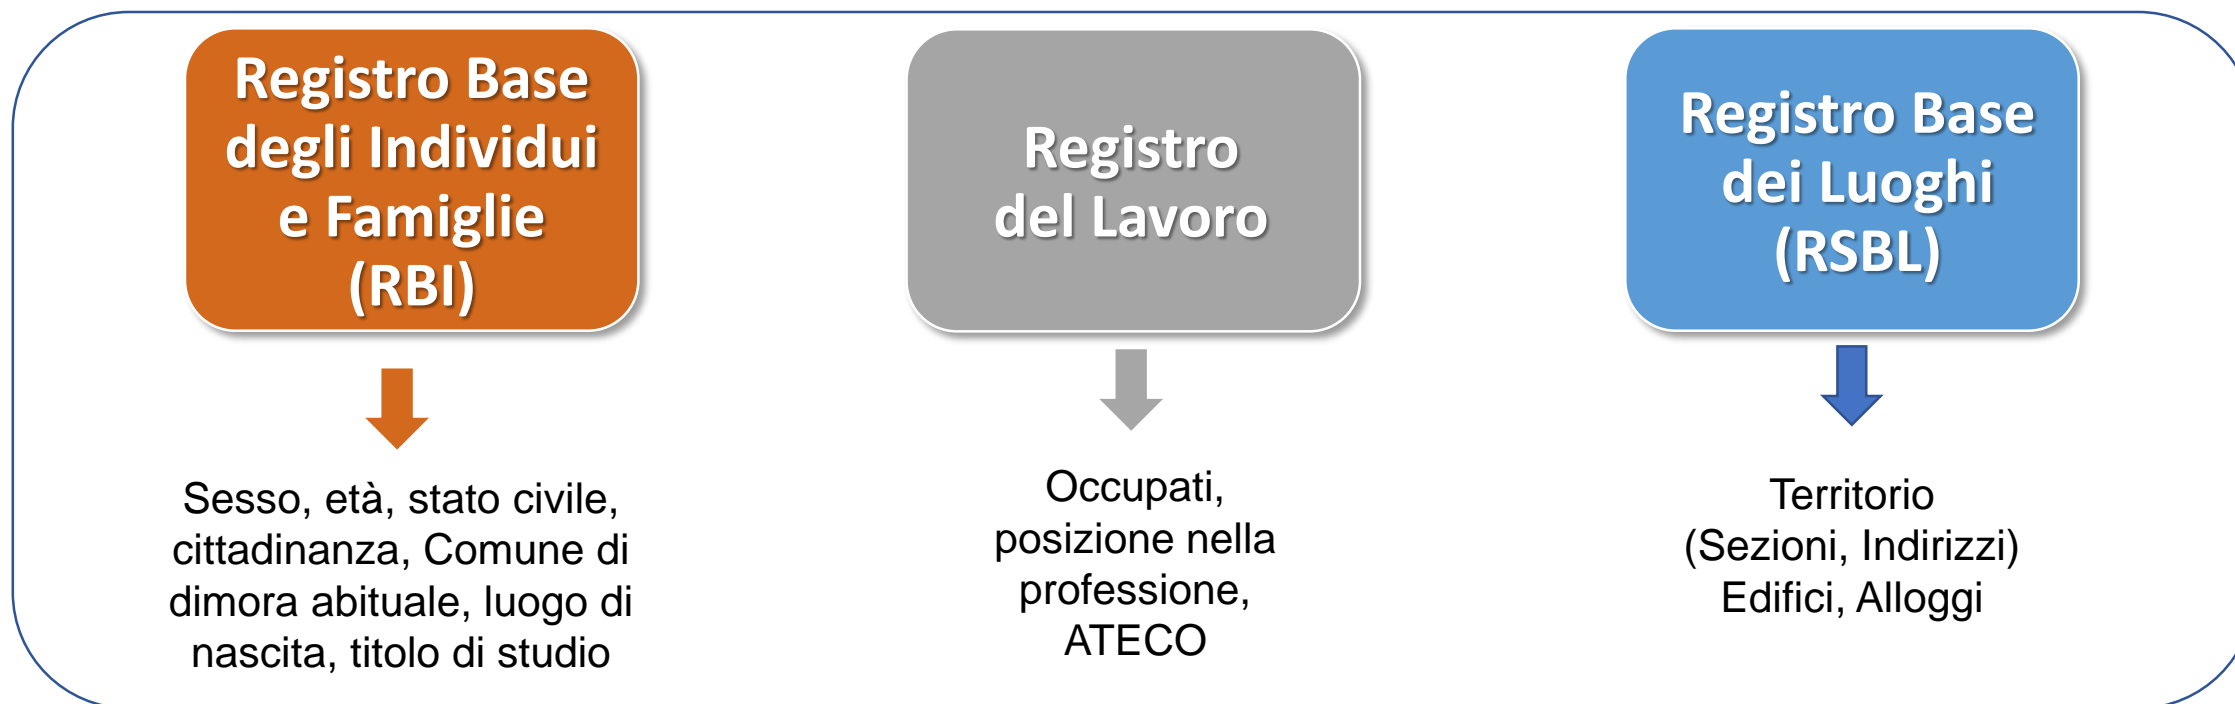 Registro Base
degli Individui
e Famiglie
(RBI)
Sesso, età, stato civile,
cittadinanza, Comune di
dimora abituale, luogo di
nascita, titolo di studio
Registro
del Lavoro
Occupati,
posizione nella
professione,
ATECO
Registro Base
dei Luoghi
(RSBL)
Territorio
(Sezioni, Indirizzi)
Edifici, Alloggi